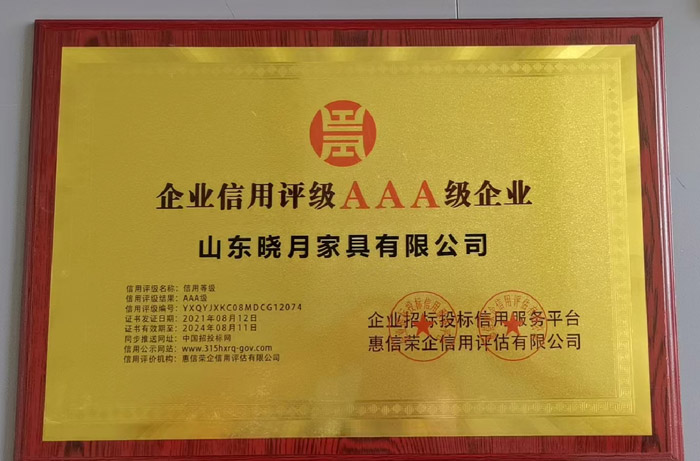 企业信用评级AAA级企业
山东晓月家具有限公司
信用评级名称：信用等级
信用评级结果：AAA级
信用评级编号：YXQYJXKC08MDCG12074
证书发证日期：2021年08月12日
证书有效期至：2024年08月11日
同步推送网址：中国招投标网
信用公示网站：www.315hxrq-gov.com
信用评价机构：惠信荣企信用评估有限公司
企业招标投标信用服务平台
惠信荣企信用评估有限公司